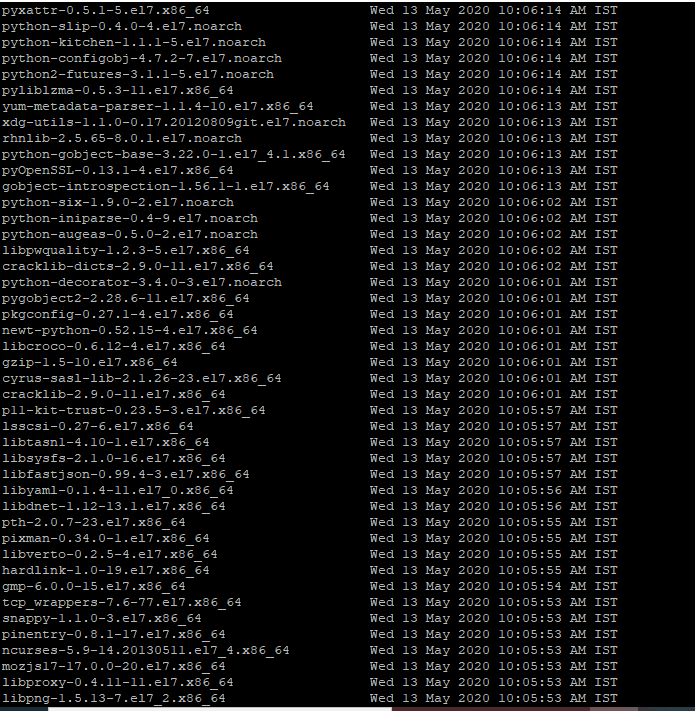 pyxattr-0.5.1-5.el7.x86_64 Wed 13 May 2020 10:06:14 AM IST
python-slip-0.4.0-4.el7.noarch Wed 13 May 2020 10:06:14 AM IST
python-kitchen-1.1.1-5.el7.noarch Wed 13 May 2020 10:06:14 AM IST
python-configobj-4.7.2-7.el7.noarch Wed 13 May 2020 10:06:14 AM IST
python2-futures-3.1.1-5.el7.noarch Wed 13 May 2020 10:06:14 AM IST
pyliblzma-0.5.3-11.el7.x86_64 Wed 13 May 2020 10:06:14 AM IST
yum-metadata-parser-1.1.4-10.el7.x86_64 Wed 13 May 2020 10:06:13 AM IST
xdg-utils-1.1.0-0.17.20120809git.el7.noarch Wed 13 May 2020 10:06:13 AM IST
rhnlib-2.5.65-8.0.1.el7.noarch Wed 13 May 2020 10:06:13 AM IST
python-gobject-base-3.22.0-1.el7_4.1.x86_64 Wed 13 May 2020 10:06:13 AM IST
pyOpenSSL-0.13.1-4.el7.x86_64 Wed 13 May 2020 10:06:13 AM IST
gobject-introspection-1.56.1-1.el7.x86_64 Wed 13 May 2020 10:06:13 AM IST
python-six-1.9.0-2.el7.noarch Wed 13 May 2020 10:06:02 AM IST
python-iniparse-0.4-9.el7.noarch Wed 13 May 2020 10:06:02 AM IST
python-augeas-0.5.0-2.el7.noarch Wed 13 May 2020 10:06:02 AM IST
libpwquality-1.2.3-5.el7.x86_64 Wed 13 May 2020 10:06:02 AM IST
cracklib-dicts-2.9.0-11.el7.x86_64 Wed 13 May 2020 10:06:02 AM IST
python-decorator-3.4.0-3.el7.noarch Wed 13 May 2020 10:06:01 AM IST
pygobject2-2.28.6-11.el7.x86_64 Wed 13 May 2020 10:06:01 AM IST
pkgconfig-0.27.1-4.el7.x86_64 Wed 13 May 2020 10:06:01 AM IST
newt-python-0.52.15-4.el7.x86_64 Wed 13 May 2020 10:06:01 AM IST
libcroco-0.6.12-4.el7.x86_64 Wed 13 May 2020 10:06:01 AM IST
gzip-1.5-10.el7.x86_64 Wed 13 May 2020 10:06:01 AM IST
cyrus-sasl-lib-2.1.26-23.el7.x86_64 Wed 13 May 2020 10:06:01 AM IST
cracklib-2.9.0-11.el7.x86_64 Wed 13 May 2020 10:06:01 AM IST
p11-kit-trust-0.23.5-3.el7.x86_64 Wed 13 May 2020 10:05:57 AM IST
lsscsi-0.27-6.el7.x86_64 Wed 13 May 2020 10:05:57 AM IST
libtasn1-4.10-1.el7.x86_64 Wed 13 May 2020 10:05:57 AM IST
libsysfs-2.1.0-16.el7.x86_64 Wed 13 May 2020 10:05:57 AM IST
libfastjson-0.99.4-3.el7.x86_64 Wed 13 May 2020 10:05:57 AM IST
libyaml-0.1.4-11.el7_0.x86_64 Wed 13 May 2020 10:05:56 AM IST
libdnet-1.12-13.1.el7.x86_64 Wed 13 May 2020 10:05:56 AM IST
pth-2.0.7-23.el7.x86_64 Wed 13 May 2020 10:05:55 AM IST
pixman-0.34.0-1.el7.x86_64 Wed 13 May 2020 10:05:55 AM IST
libverto-0.2.5-4.el7.x86_64 Wed 13 May 2020 10:05:55 AM IST
hardlink-1.0-19.el7.x86_64 Wed 13 May 2020 10:05:55 AM IST
gmp-6.0.0-15.el7.x86_64 Wed 13 May 2020 10:05:54 AM IST
tcp_wrappers-7.6-77.el7.x86_64 Wed 13 May 2020 10:05:53 AM IST
snappy-1.1.0-3.el7.x86_64 Wed 13 May 2020 10:05:53 AM IST
pinentry-0.8.1-17.el7.x86_64 Wed 13 May 2020 10:05:53 AM IST
ncurses-5.9-14.20130511.el7_4.x86_64 Wed 13 May 2020 10:05:53 AM IST
mozjs17-17.0.0-20.el7.x86_64 Wed 13 May 2020 10:05:53 AM IST
libproxy-0.4.11-11.el7.x86_64 Wed 13 May 2020 10:05:53 AM IST
libpng-1.5.13-7.el7_2.x86_64 Wed 13 May 2020 10:05:53 AM IST